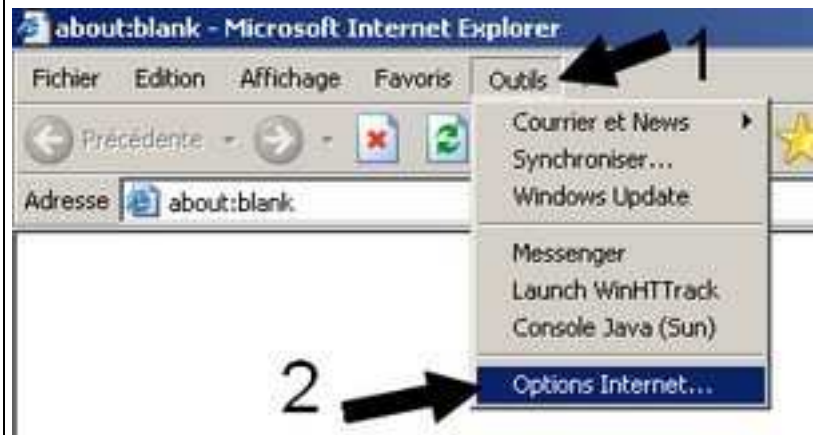 about:blank - Microsoft Internet Explorer
1
Fichier Edition Affichage Favoris Outils
Précédente
Courrier et News
Synchroniser...
Adresse about:blank
Windows Update
Messenger
Launch WinHTTrack
Console Java (Sun)
2
Options Internet...